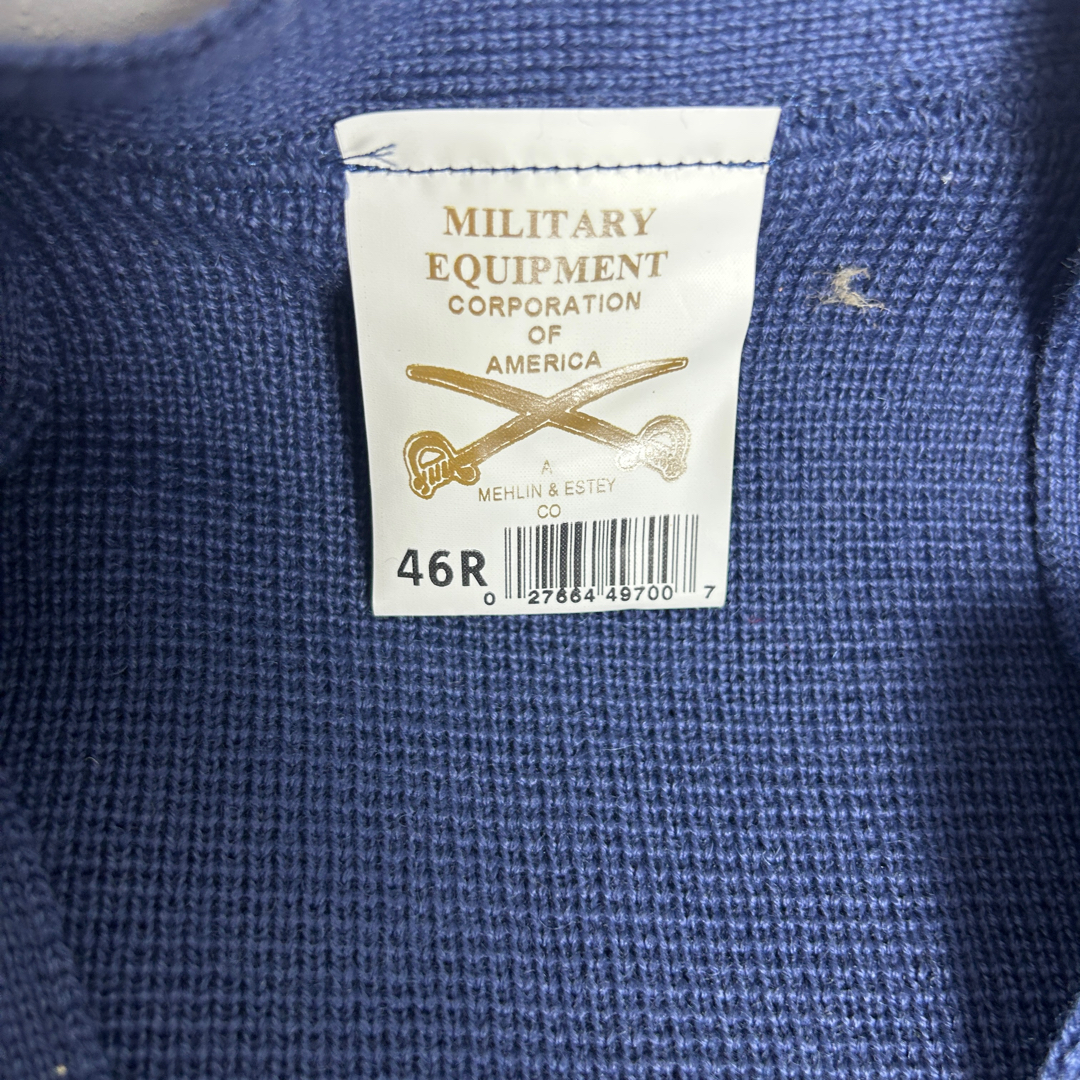 MILITARY
EQUIPMENT
CORPORATION
OF
AMERICA
A
MEHLIN & ESTEY
CO
46R
0 27664 49700 7